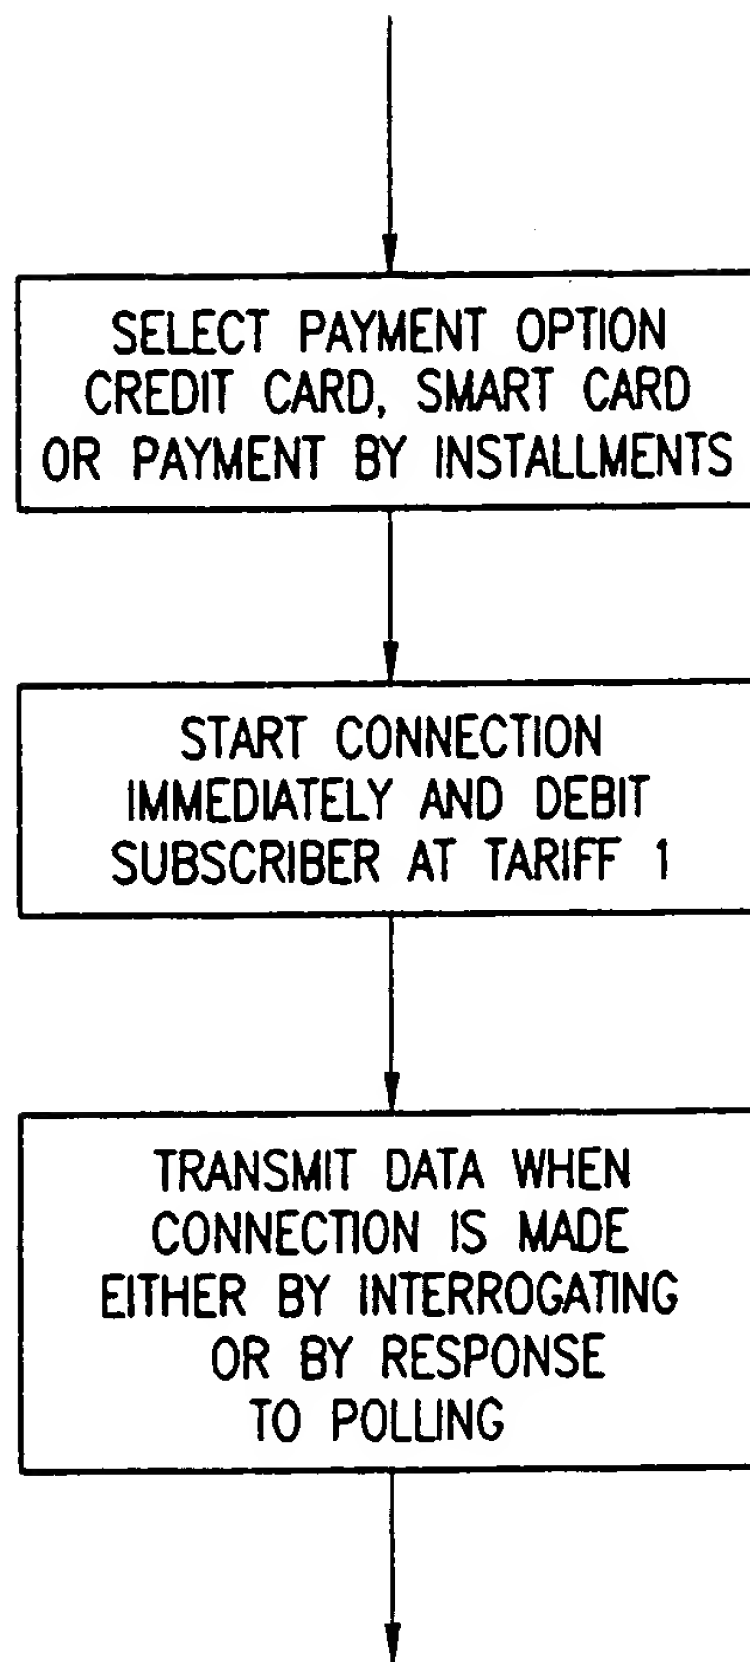 SELECT PAYMENT OPTION
CREDIT CARD, SMART CARD
OR PAYMENT BY INSTALLMENTS
START CONNECTION
IMMEDIATELY AND DEBIT
SUBSCRIBER AT TARIFF 1
TRANSMIT DATA WHEN
CONNECTION IS MADE
EITHER BY INTERROGATING
OR BY RESPONSE
TO POLLING